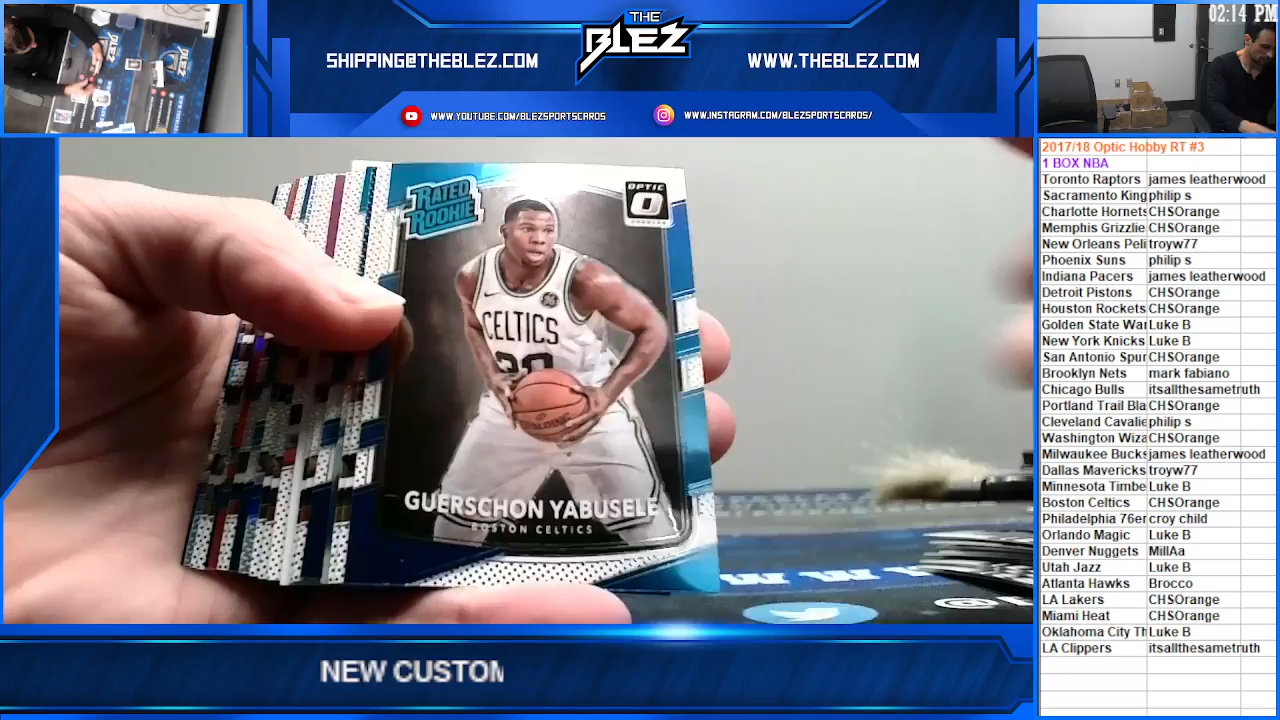 02:14 PM
THE
BLEZ
SHIPPING@THEBLEZ.COM
WWW.THEBLEZ.COM
WWW.YOUTUBE.COM/BLEZSPORTSCARDS
WWW.INSTAGRAM.COM/BLEZSPORTSCARDS/
RATED
ROOKIE
OPTIC
CELTICS
20
SPALDING
GUERSCHON YABUSELE
BOSTON CELTICS
NEW CUSTOM
2017/18 Optic Hobby RT #3
1 BOX NBA
Toronto Raptors james leatherwood
Sacramento King philip s
Charlotte Hornets CHSOrange
Memphis Grizzlie CHSOrange
New Orleans Peli troyw77
Phoenix Suns philip s
Indiana Pacers james leatherwood
Detroit Pistons CHSOrange
Houston Rockets CHSOrange
Golden State War Luke B
New York Knicks Luke B
San Antonio Spur CHSOrange
Brooklyn Nets mark fabiano
Chicago Bulls itsallthesametruth
Portland Trail Bla CHSOrange
Cleveland Cavalie philip s
Washington Wiza CHSOrange
Milwaukee Bucks james leatherwood
Dallas Mavericks troyw77
Minnesota Timbe Luke B
Boston Celtics CHSOrange
Philadelphia 76er croy child
Orlando Magic Luke B
Denver Nuggets MillAa
Utah Jazz Luke B
Atlanta Hawks Brocco
LA Lakers CHSOrange
Miami Heat CHSOrange
Oklahoma City Th Luke B
LA Clippers itsallthesametruth